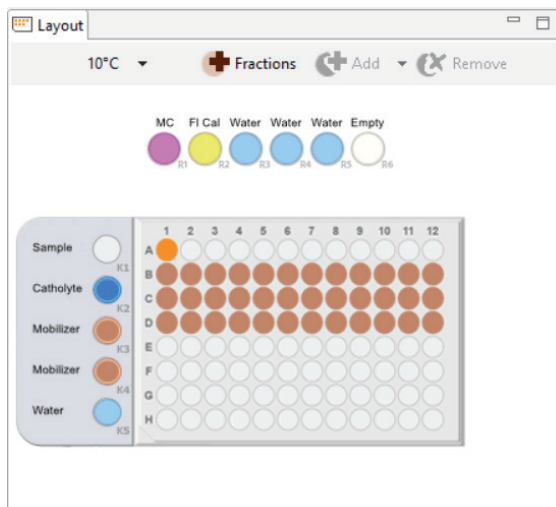 Layout
10°C Fractions Add Remove
MC Fl Cal Water Water Water Empty
R1 R2 R3 R4 R5 R6
1 2 3 4 5 6 7 8 9 10 11 12
Sample K1
Catholyte K2
Mobilizer K3
Mobilizer K4
Water K5
A
B
C
D
E
F
G
H